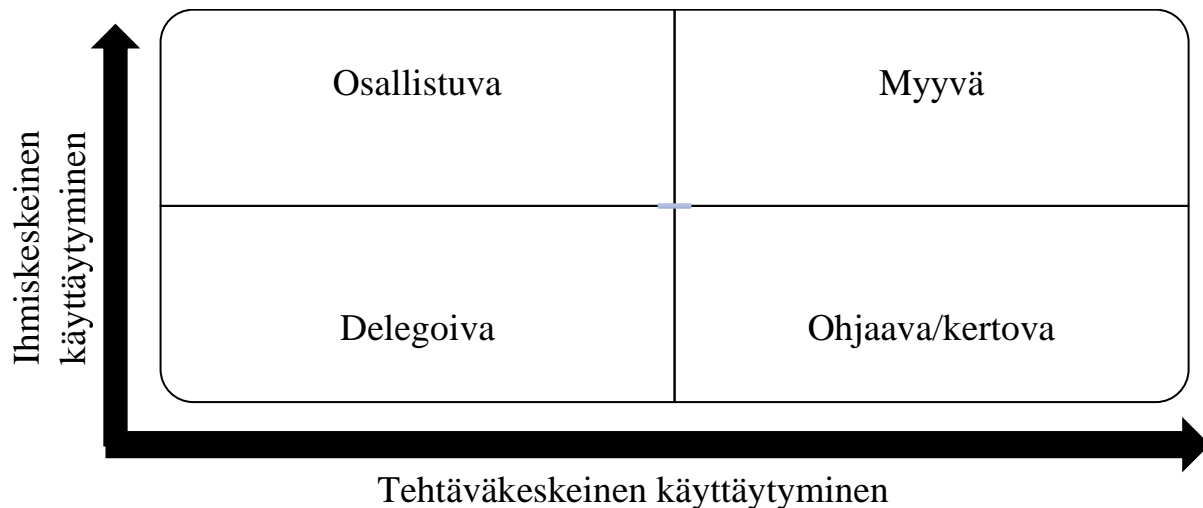 Ihmiskeskeinen
käyttäytyminen
Osallistuva
Myyvä
Delegoiva
Ohjaava/kertova
Tehtäväkeskeinen käyttäytyminen